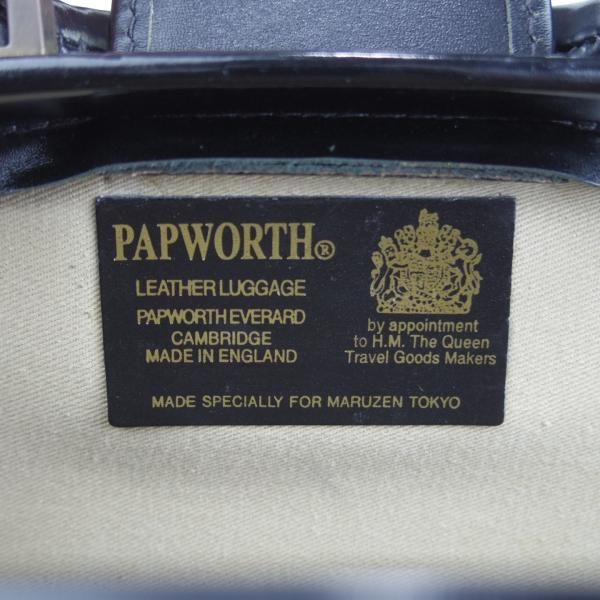 PAPWORTH®
LEATHER LUGGAGE
PAPWORTH EVERARD
CAMBRIDGE
MADE IN ENGLAND
by appointment
to H.M. The Queen
Travel Goods Makers
MADE SPECIALLY FOR MARUZEN TOKYO